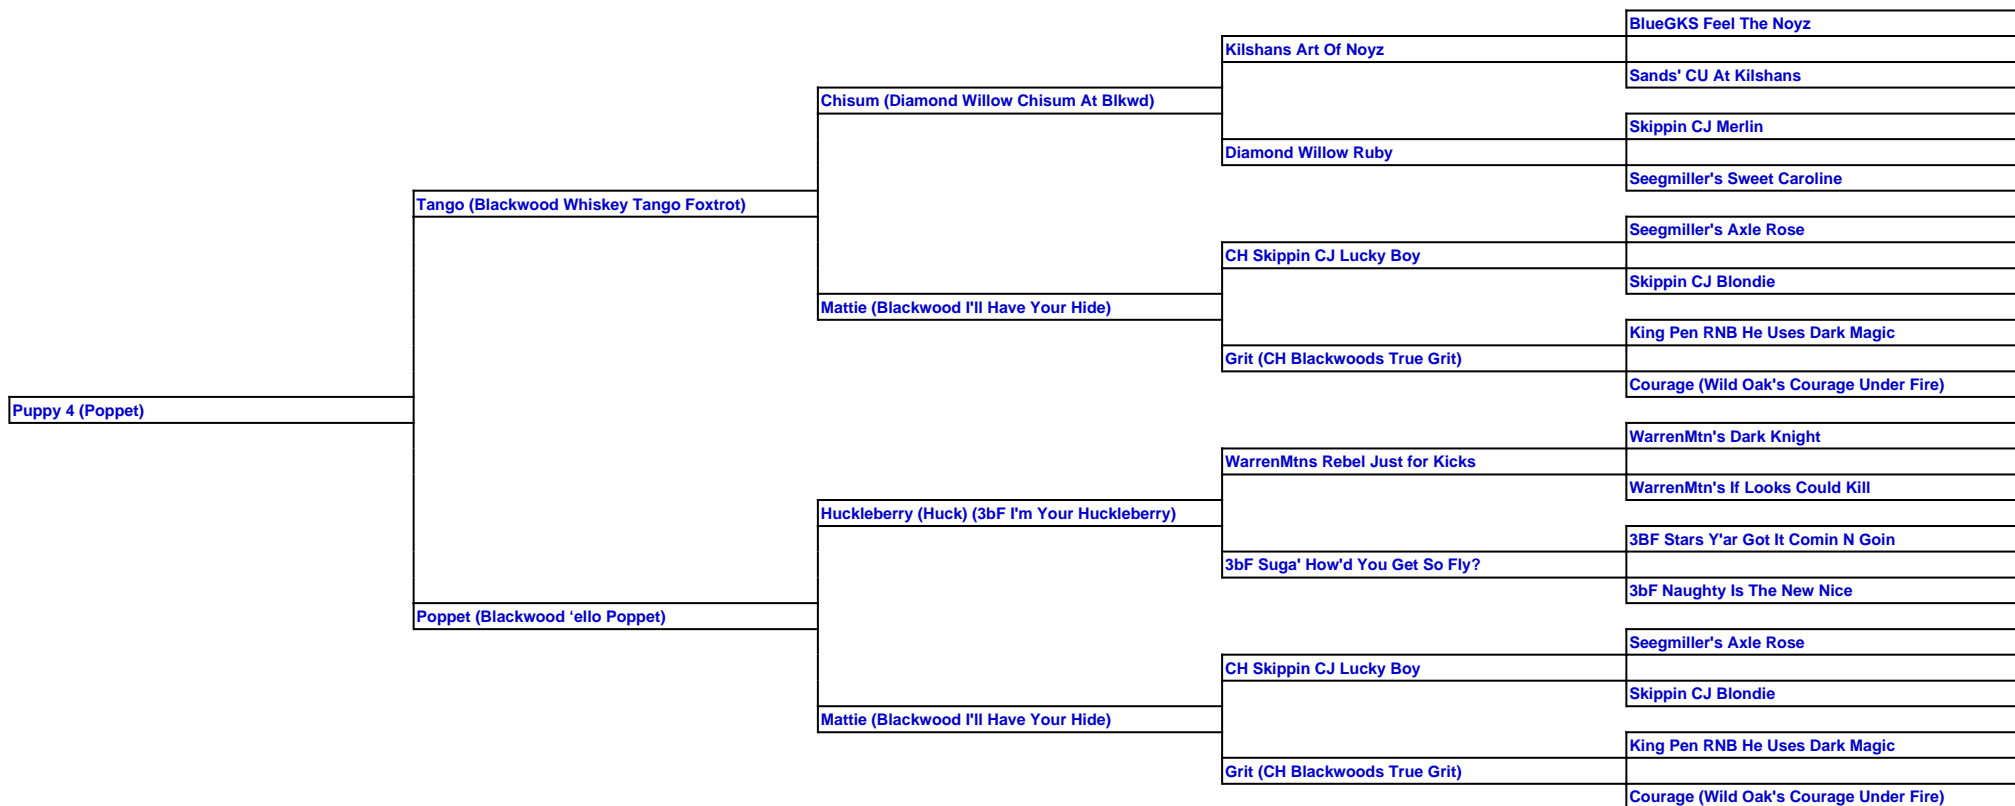 BlueGKS Feel The Noyz
Kilshans Art Of Noyz
Sands' CU At Kilshans
Chisum (Diamond Willow Chisum At Blkwd)
Skippin CJ Merlin
Diamond Willow Ruby
Seegmiller's Sweet Caroline
Tango (Blackwood Whiskey Tango Foxtrot)
Seegmiller's Axle Rose
CH Skippin CJ Lucky Boy
Skippin CJ Blondie
Mattie (Blackwood I'll Have Your Hide)
King Pen RNB He Uses Dark Magic
Grit (CH Blackwoods True Grit)
Courage (Wild Oak's Courage Under Fire)
Puppy 4 (Poppet)
WarrenMtn's Dark Knight
WarrenMtns Rebel Just for Kicks
WarrenMtn's If Looks Could Kill
Huckleberry (Huck) (3bF I'm Your Huckleberry)
3BF Stars Y'ar Got It Comin N Goin
3bF Suga' How'd You Get So Fly?
3bF Naughty Is The New Nice
Poppet (Blackwood ‘ello Poppet)
Seegmiller's Axle Rose
CH Skippin CJ Lucky Boy
Skippin CJ Blondie
Mattie (Blackwood I'll Have Your Hide)
King Pen RNB He Uses Dark Magic
Grit (CH Blackwoods True Grit)
Courage (Wild Oak's Courage Under Fire)